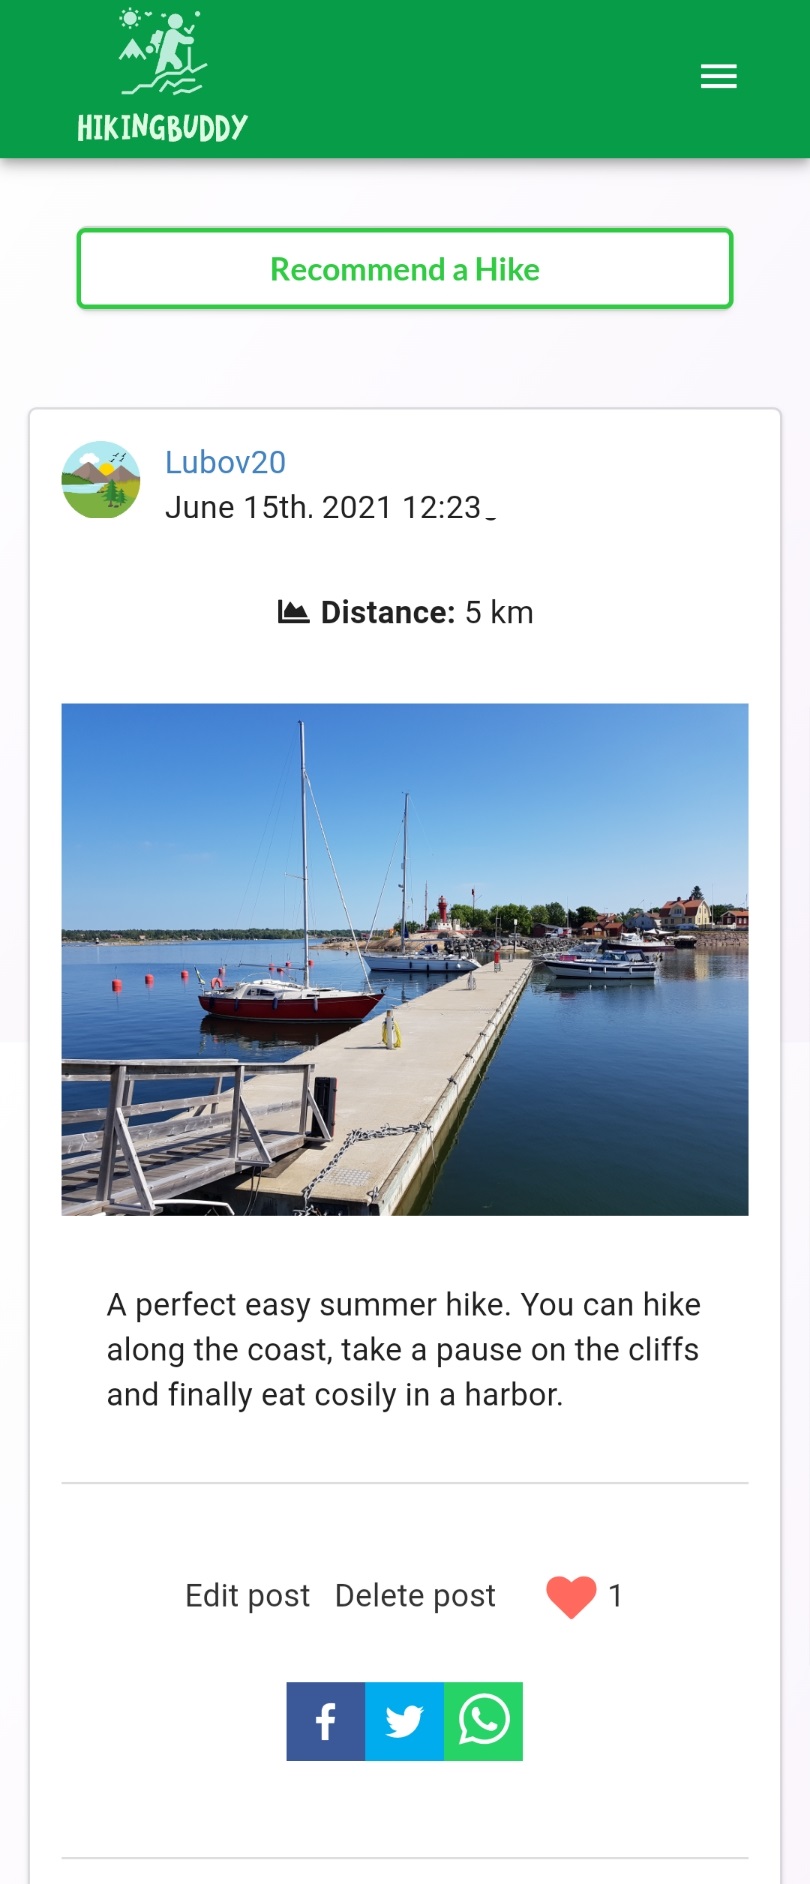 HIKINGBUDDY
Recommend a Hike
Lubov20
June 15th. 2021 12:23
Distance: 5 km
A perfect easy summer hike. You can hike
along the coast, take a pause on the cliffs
and finally eat cosily in a harbor.
Edit post Delete post 1